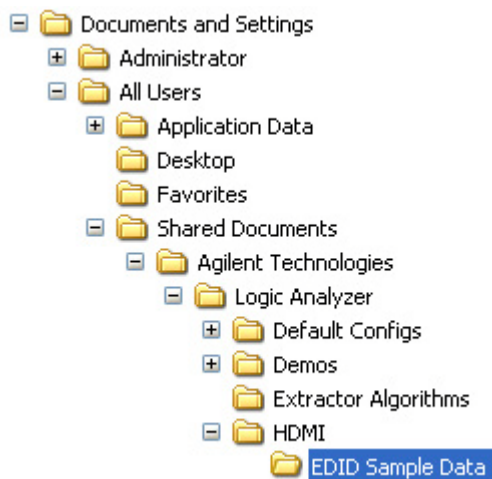 Documents and Settings
Administrator
All Users
Application Data
Desktop
Favorites
Shared Documents
Agilent Technologies
Logic Analyzer
Default Configs
Demos
Extractor Algorithms
HDMI
EDID Sample Data